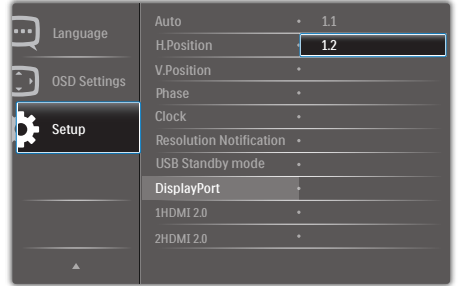 Language
OSD Settings
Setup
Auto
H.Position
V.Position
Phase
Clock
Resolution Notification
USB Standby mode
DisplayPort
1HDMI 2.0
2HDMI 2.0
1.1
1.2